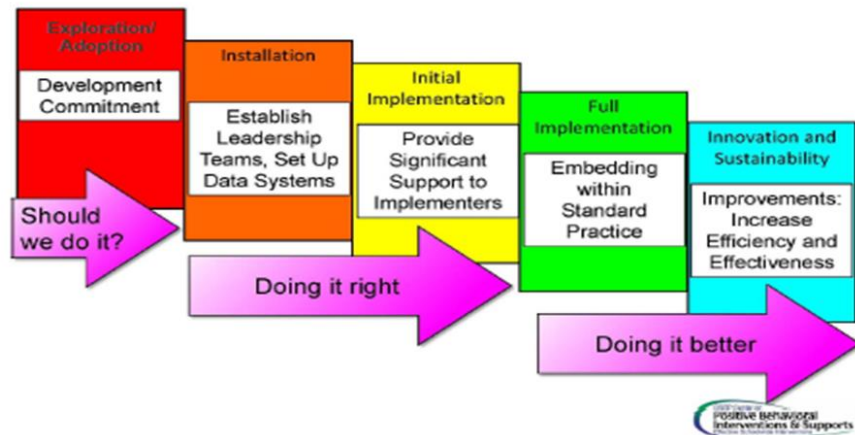 Exploration/
Adoption
Development
Commitment
Should
we do it?
Installation
Establish
Leadership
Teams, Set Up
Data Systems
Initial
Implementation
Provide
Significant
Support to
Implementers
Doing it right
Full
Implementation
Embedding
within
Standard
Practice
Innovation and
Sustainability
Improvements:
Increase
Efficiency and
Effectiveness
Doing it better
Positive Behavioral
Interventions & Supports